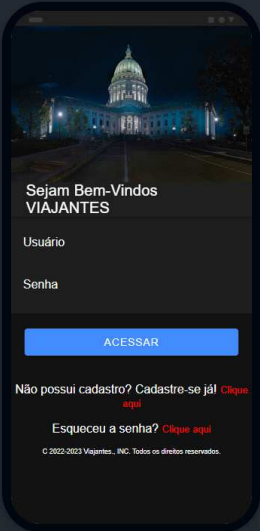 Sejam Bem-Vindos
VIAJANTES
Usuário
Senha
ACESSAR
Não possui cadastro? Cadastre-se já! Clique
aqui
Esqueceu a senha? Clique aqui
C 2022-2023 Viajantes., INC. Todos os direitos reservados.